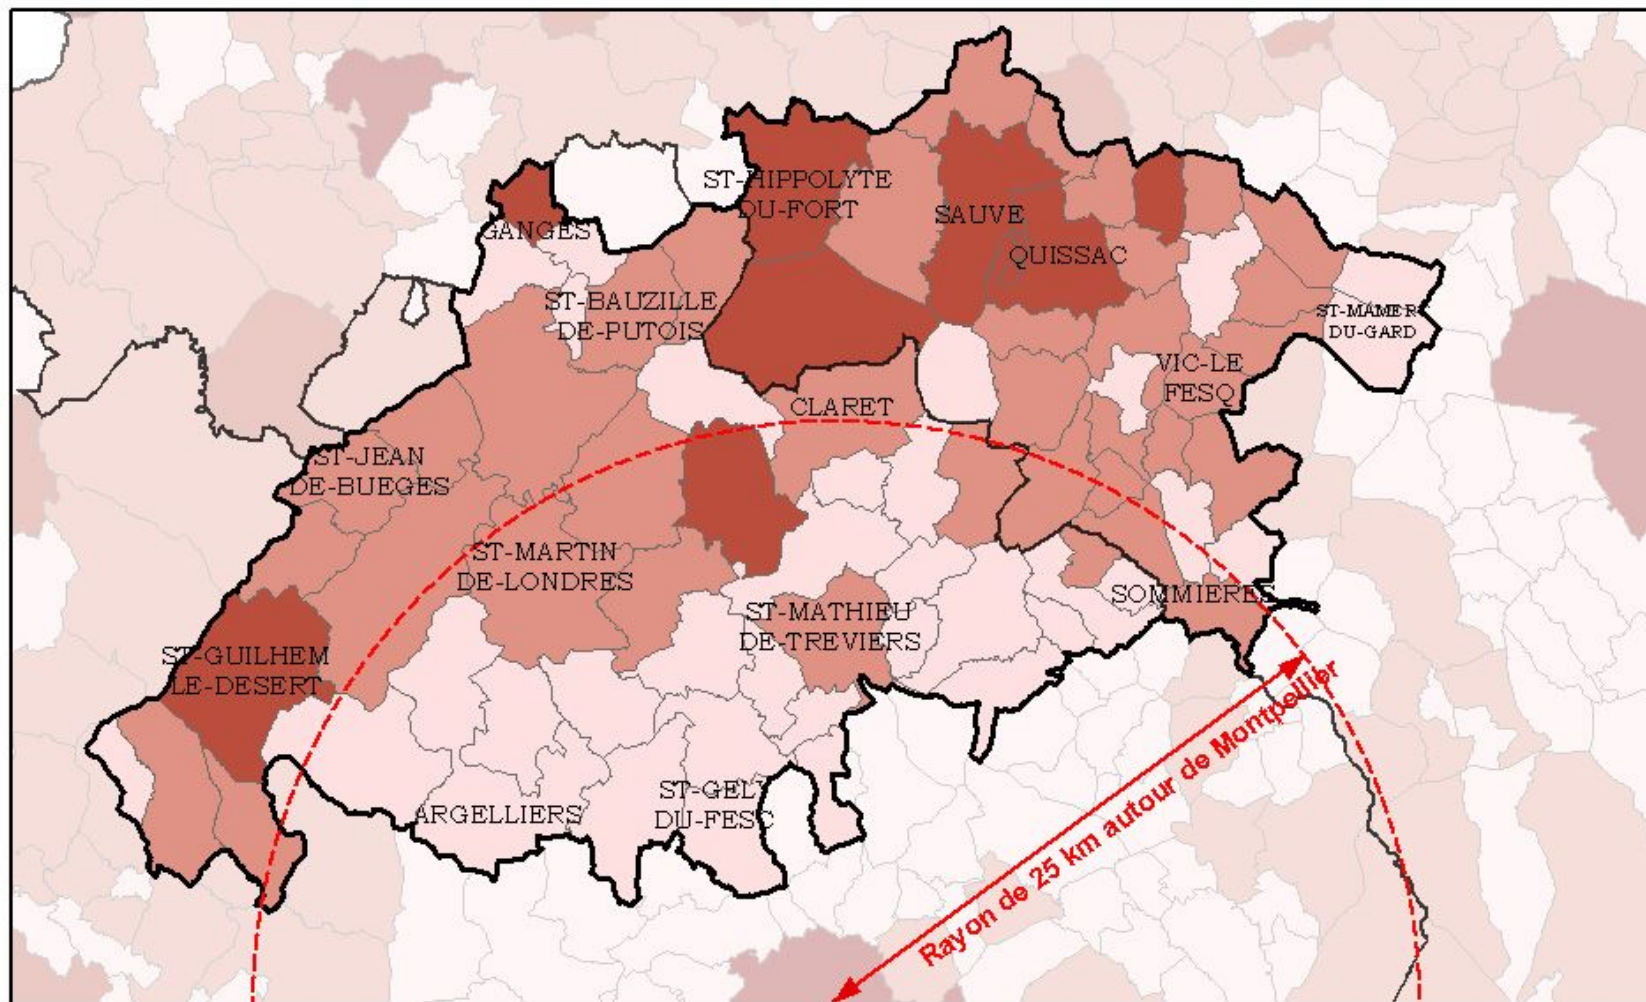 ST-HIPPOLYTE
DU-FORT
SAUVE
GANGES
QUISSAC
ST-BAUZILLE
DE-PUTOIS
ST-MAMER
DU-GARD
VIC-LE
FESQ
CLARET
ST-JEAN
DE-BUEGES
ST-MARTIN
DE-LONDRES
SOMMIERES
ST-MATHIEU
DE-TREVIERS
ST-GUILHEM
LE-DESERT
Rayon de 25 km autour de Montpellier
ST-GELY
DU-FESC
ARGELLIERS